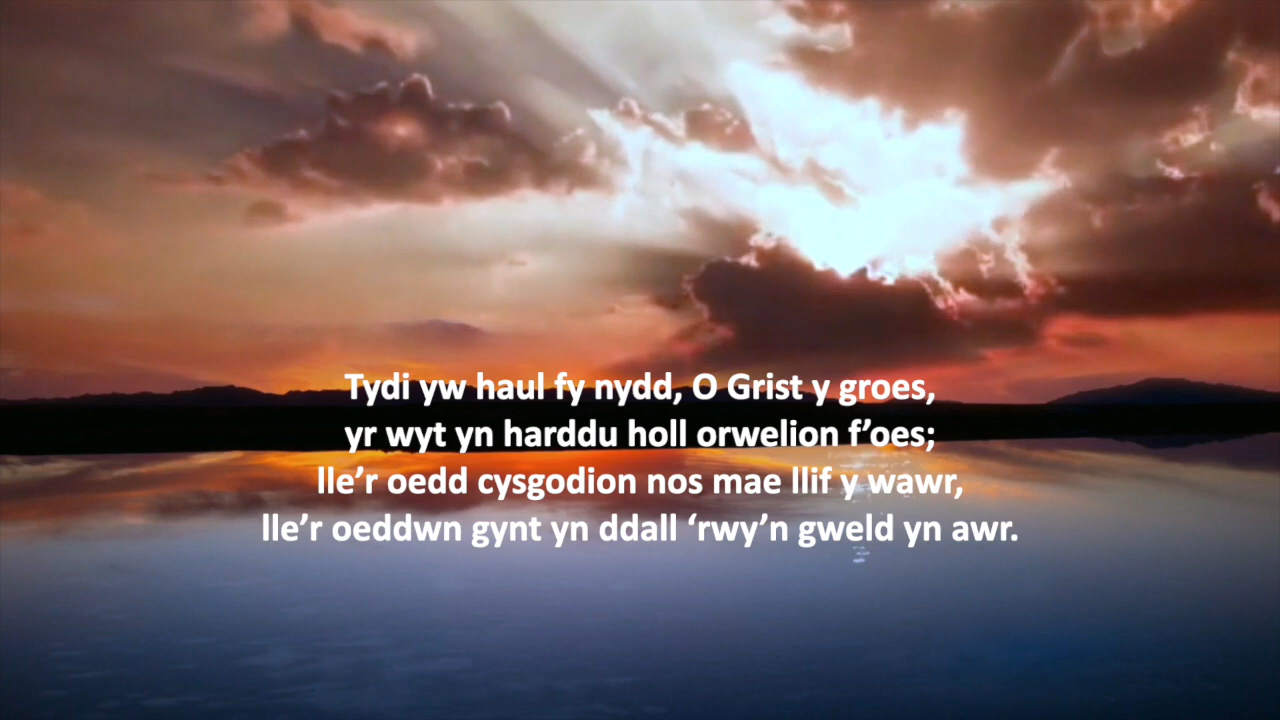 Tydi yw haul fy nydd, O Grist y groes,
yr wyt yn harddu holl orwelion f’oes;
lle’r oedd cysgodion nos mae llif y wawr,
lle’r oeddwn gynt yn ddall ‘rwy’n gweld yn awr.